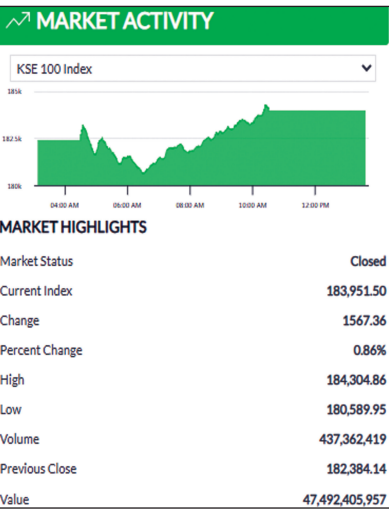 MARKET ACTIVITY
KSE 100 Index
185k
182.5k
180k
04:00 AM 06:00 AM 08:00 AM 10:00 AM 12:00 PM
MARKET HIGHLIGHTS
Market Status Closed
Current Index 183,951.50
Change 1567.36
Percent Change 0.86%
High 184,304.86
Low 180,589.95
Volume 437,362,419
Previous Close 182,384.14
Value 47,492,405,957